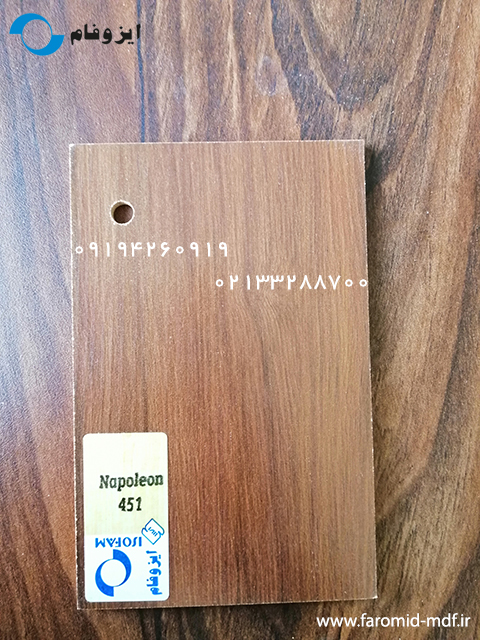 ایزوفام
۰۹۱۹۴۲۶۰۹۱۹
۰۲۱۳۳۲۸۸۷۰۰
Napoleon
451
ISOFAM
ایزوفام
www.faromid-mdf.ir